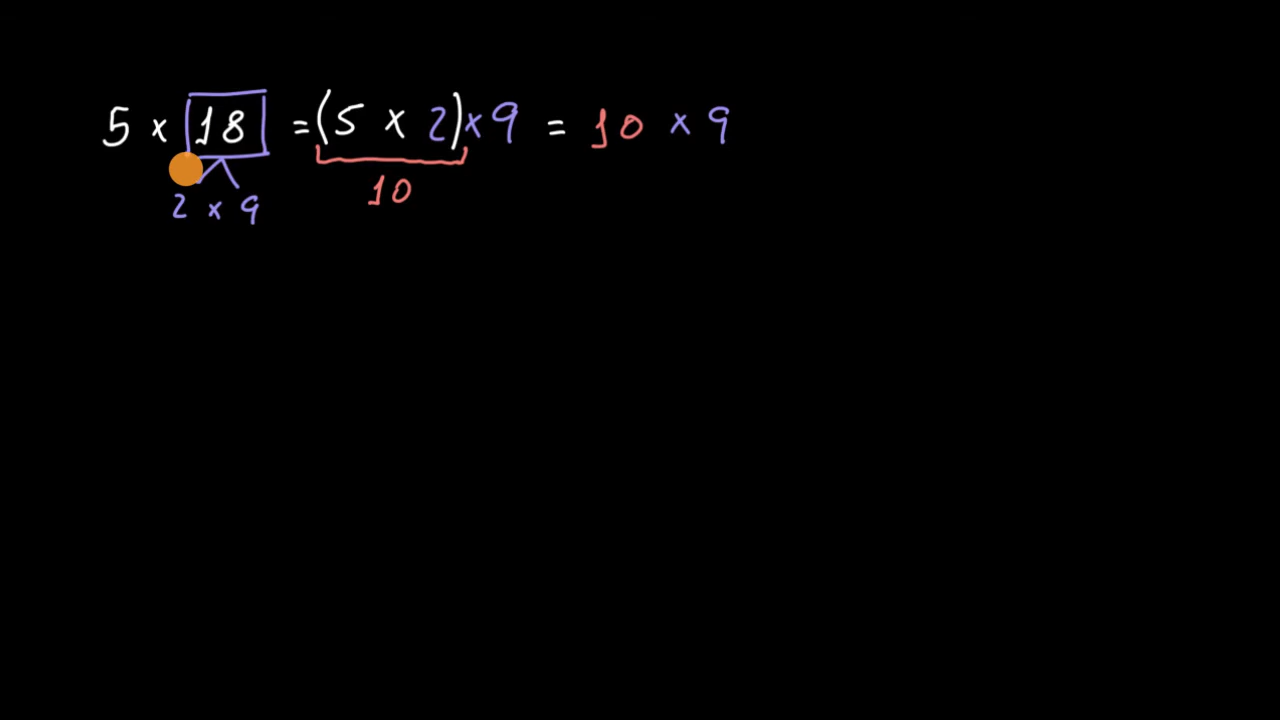 5 × 18 = (5 × 2) × 9 = 10 × 9
10
2 × 9